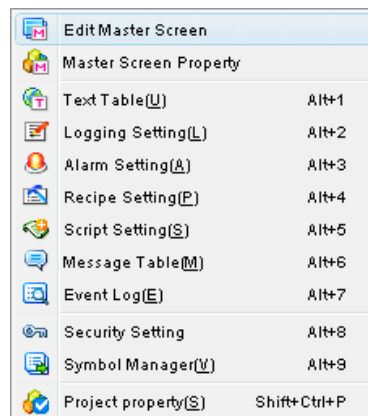 Edit Master Screen
Master Screen Property
Text Table(U) Alt+1
Logging Setting(L) Alt+2
Alarm Setting(A) Alt+3
Recipe Setting(P) Alt+4
Script Setting(S) Alt+5
Message Table(M) Alt+6
Event Log(E) Alt+7
Security Setting Alt+8
Symbol Manager(V) Alt+9
Project property(S) Shift+Ctrl+P